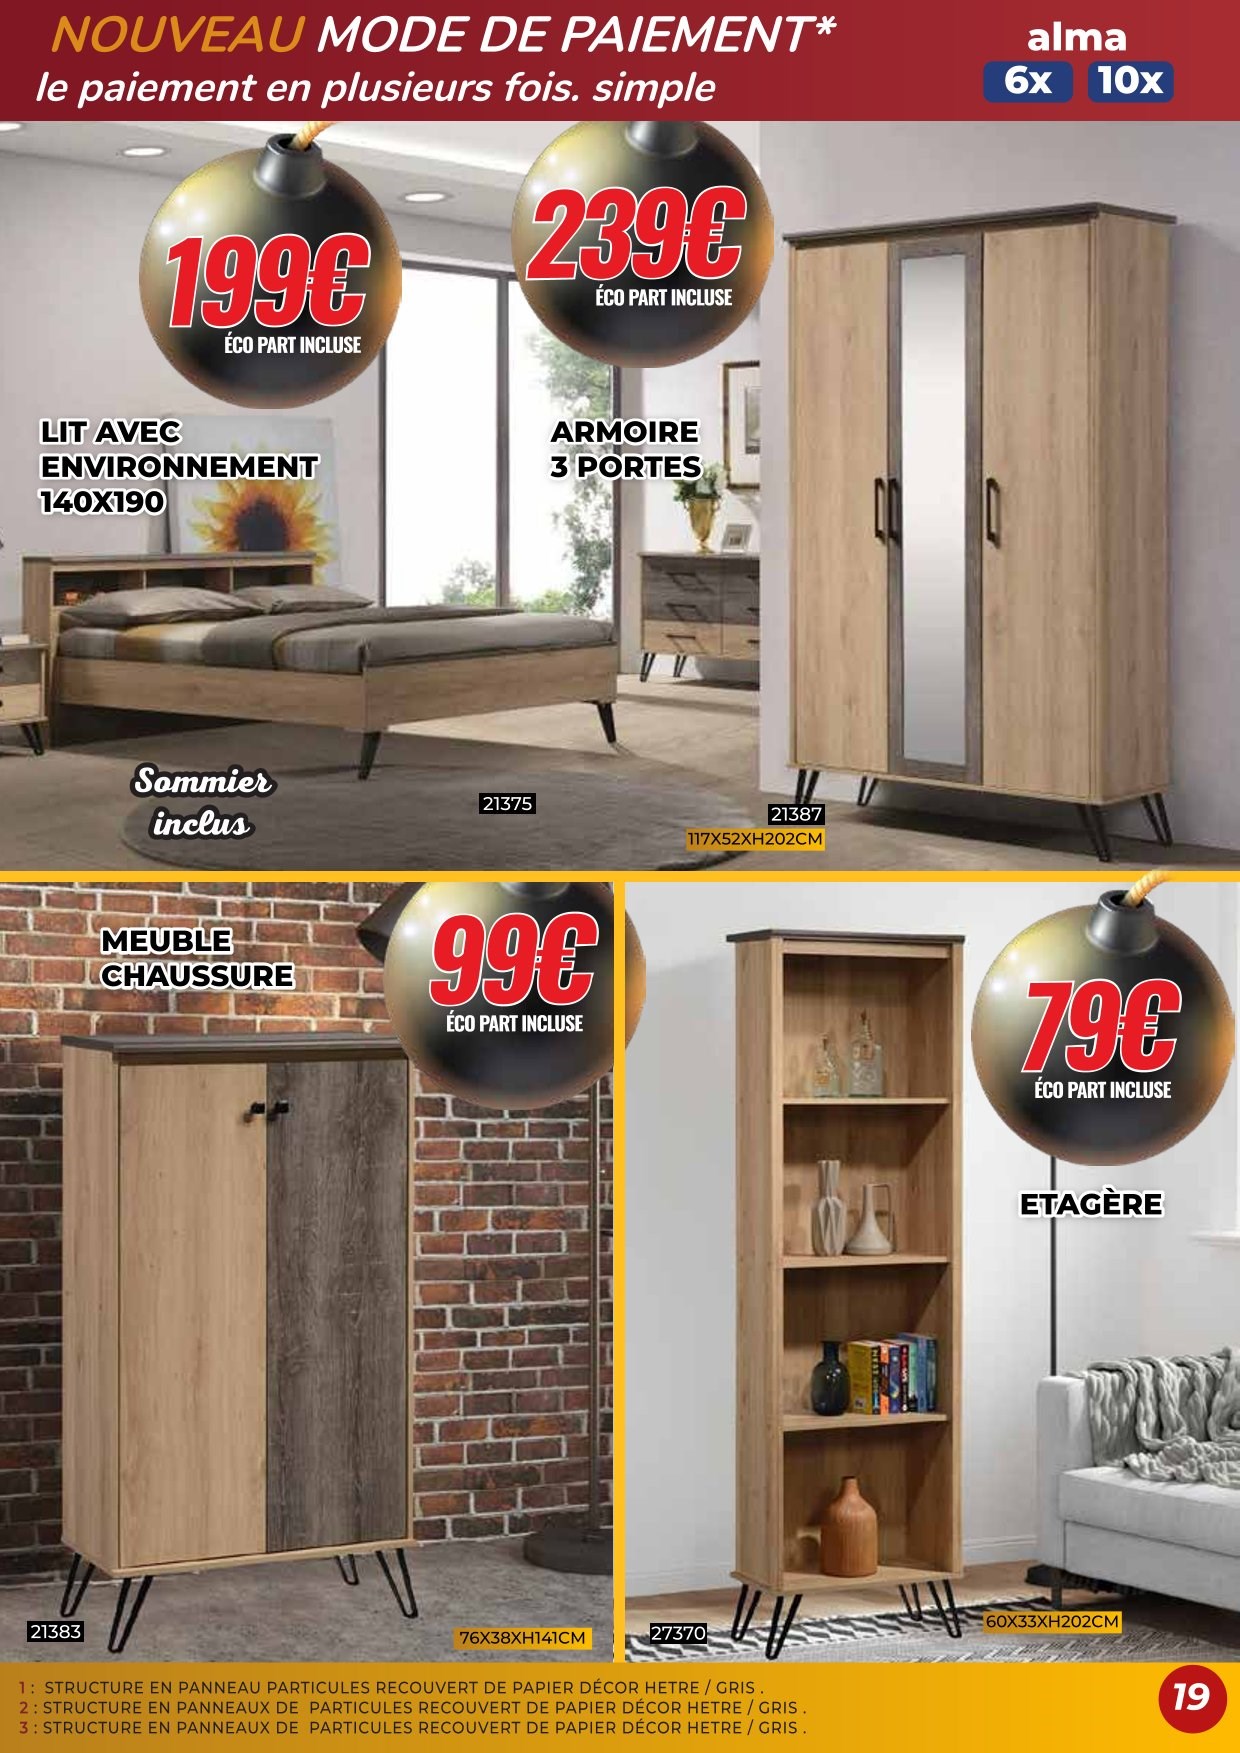 NOUVEAU MODE DE PAIEMENT*
le paiement en plusieurs fois. simple
alma
6x 10x
199€
ÉCO PART INCLUSE
239€
ÉCO PART INCLUSE
LIT AVEC
ENVIRONNEMENT
140X190
ARMOIRE
3 PORTES
Sommier
inclus
21375
21387
117X52XH202CM
MEUBLE
CHAUSSURE
99€
ÉCO PART INCLUSE
21383
76X38XH141CM
79€
ÉCO PART INCLUSE
ETAGÈRE
27370
60X33XH202CM
1 : STRUCTURE EN PANNEAU PARTICULES RECOUVERT DE PAPIER DÉCOR HETRE / GRIS .
2 : STRUCTURE EN PANNEAUX DE PARTICULES RECOUVERT DE PAPIER DÉCOR HETRE / GRIS .
3 : STRUCTURE EN PANNEAUX DE PARTICULES RECOUVERT DE PAPIER DÉCOR HETRE / GRIS .
19